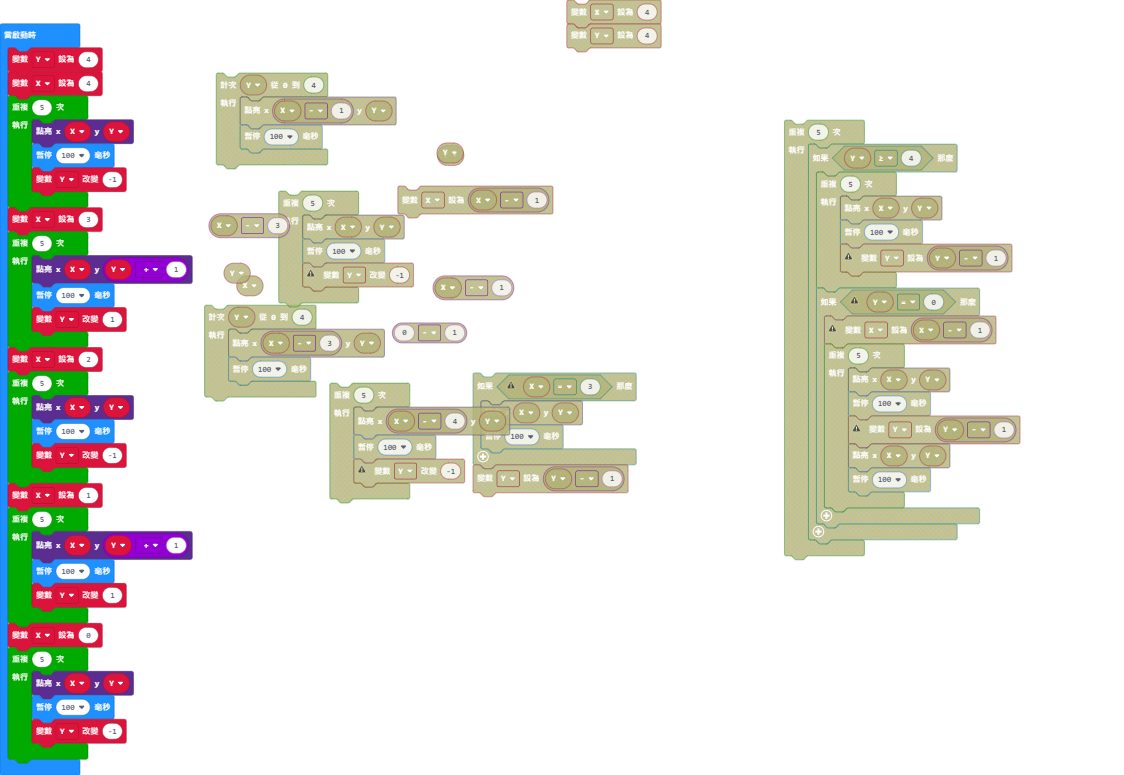 當啟動時
變數 Y 設為 4
變數 X 設為 4
重複 5 次
執行
點亮 x X y Y
暫停 100 毫秒
變數 Y 改變 -1
變數 X 設為 3
重複 5 次
執行
點亮 x X y Y + 1
暫停 100 毫秒
變數 Y 改變 1
變數 X 設為 2
重複 5 次
執行
點亮 x X y Y
暫停 100 毫秒
變數 Y 改變 -1
變數 X 設為 1
重複 5 次
執行
點亮 x X y Y + 1
暫停 100 毫秒
變數 Y 改變 1
變數 X 設為 0
重複 5 次
執行
點亮 x X y Y
暫停 100 毫秒
變數 Y 改變 -1
計次 Y 從 0 到 4
執行
點亮 x X - 1 y Y
暫停 100 毫秒
Y
變數 X 設為 X - 1
X - 3
重複 5 次
執行
點亮 x X y Y
暫停 100 毫秒
變數 Y 改變 -1
Y
X
X - 1
計次 Y 從 0 到 4
執行
點亮 x X - 3 y Y
暫停 100 毫秒
0 - 1
重複 5 次
執行
點亮 x X - 4 y Y
暫停 100 毫秒
變數 Y 改變 -1
如果 X = 3 那麼
X y Y
暫停 100 毫秒
變數 Y 設為 Y - 1
變數 X 設為 4
變數 Y 設為 4
重複 5 次
執行
如果 Y ≥ 4 那麼
重複 5 次
執行
點亮 x X y Y
暫停 100 毫秒
變數 Y 設為 Y - 1
如果 Y = 0 那麼
變數 X 設為 X - 1
重複 5 次
執行
點亮 x X y Y
暫停 100 毫秒
變數 Y 設為 Y - 1
點亮 x X y Y
暫停 100 毫秒